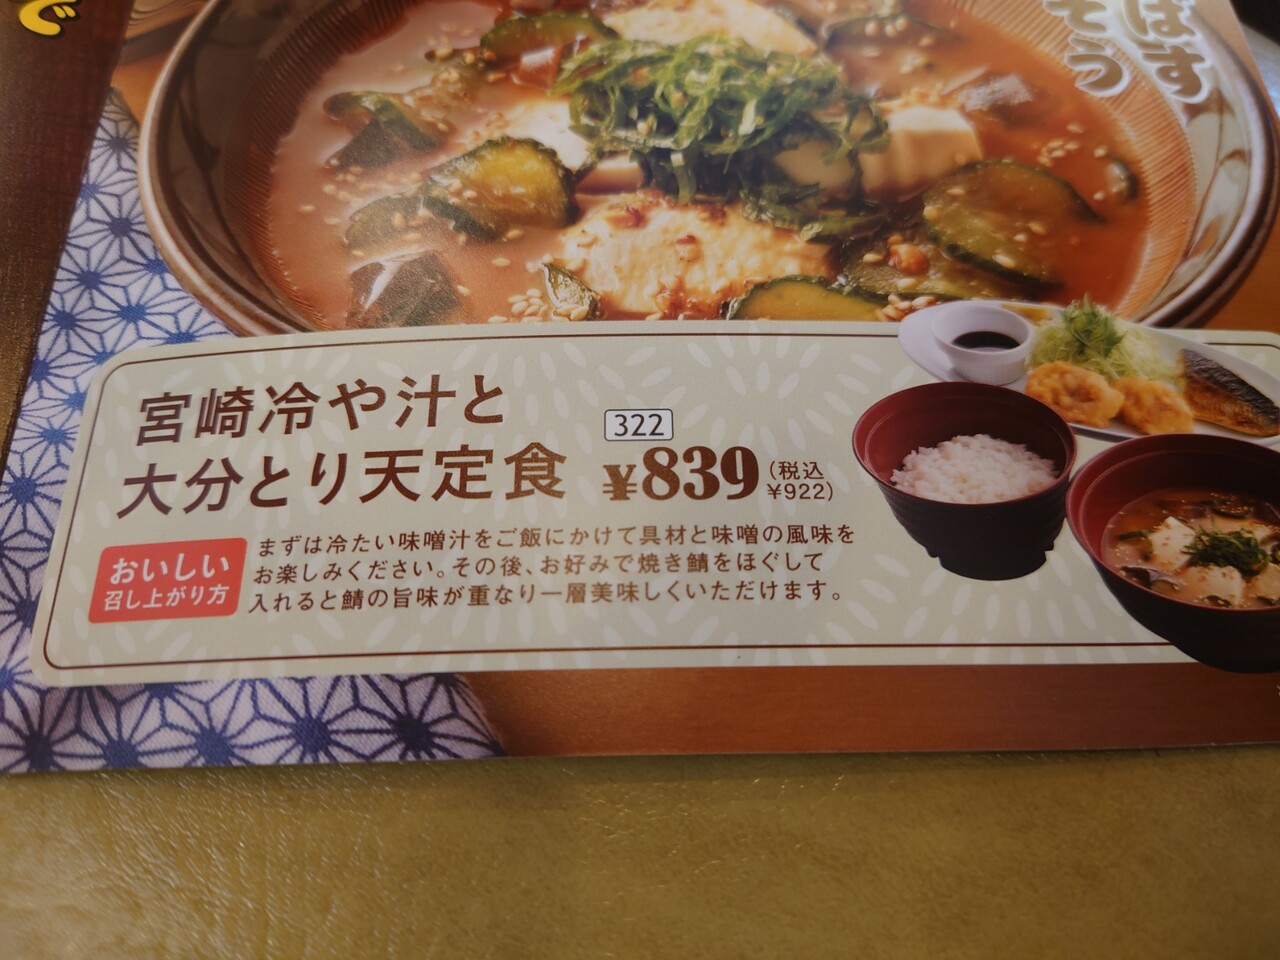 で
ばす
そう
宮崎冷や汁と
大分とり天定食
322
¥839(税込
¥922)
おいしい
召し上がり方
まずは冷たい味噌汁をご飯にかけて具材と味噌の風味を
お楽しみください。その後、お好みで焼き鯖をほぐして
入れると鯖の旨味が重なり一層美味しくいただけます。